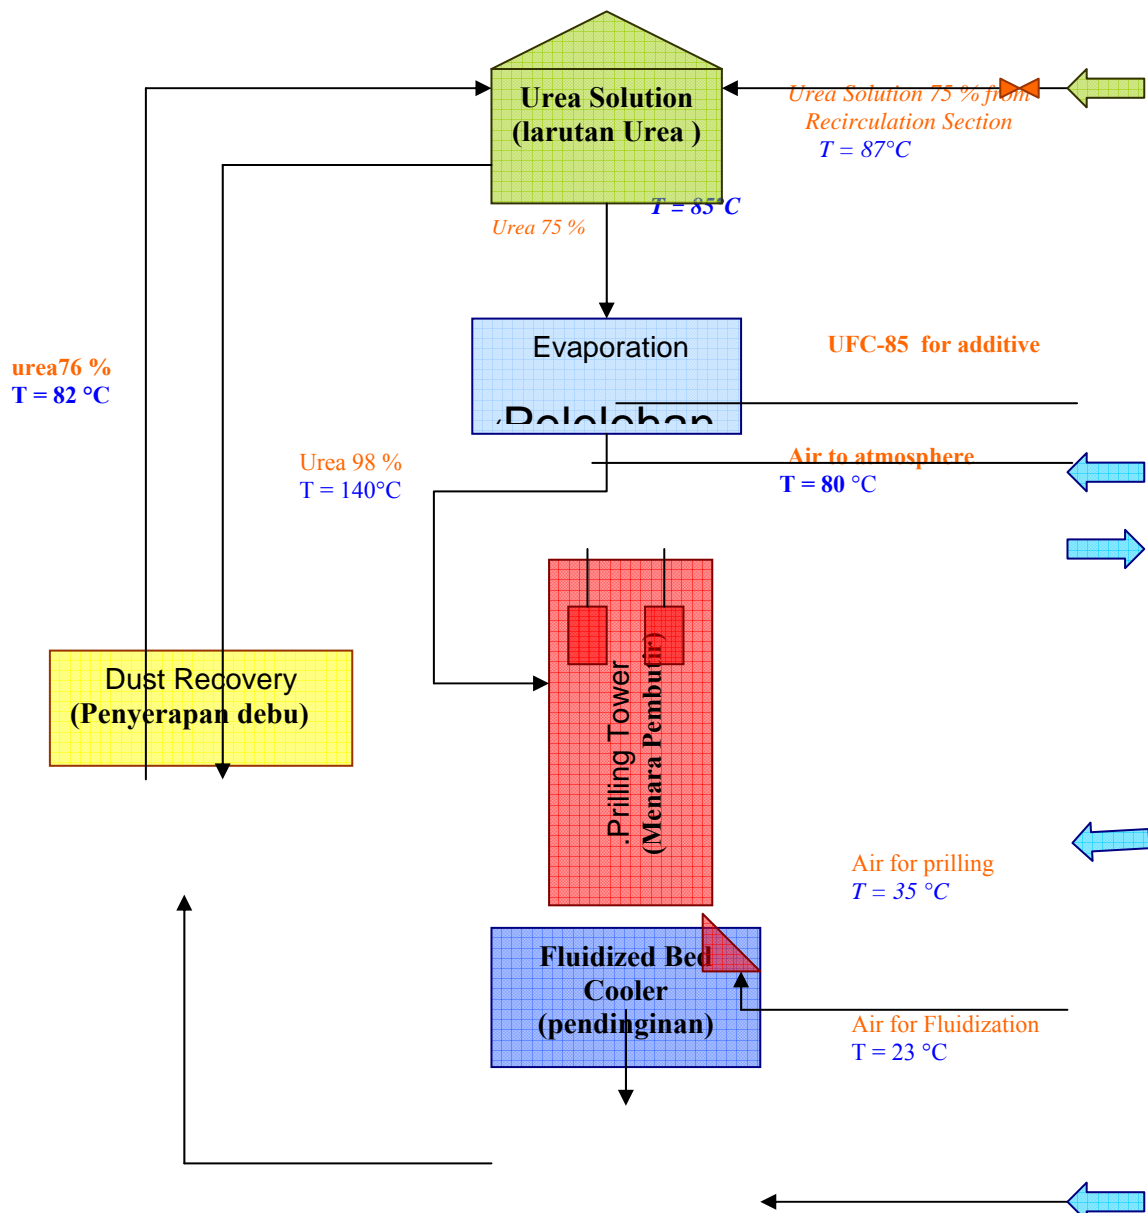 Urea Solution
(larutan Urea )
Urea Solution 75 % from
Recirculation Section
T = 87°C
T = 85°C
Urea 75 %
Evaporation
UFC-85 for additive
urea76 %
T = 82 °C
Urea 98 %
T = 140°C
Air to atmosphere
T = 80 °C
Dust Recovery
(Penyerapan debu)
.Prilling Tower
(Menara Pembutir)
Air for prilling
T = 35 °C
Fluidized Bed
Cooler
(pendinginan)
Air for Fluidization
T = 23 °C